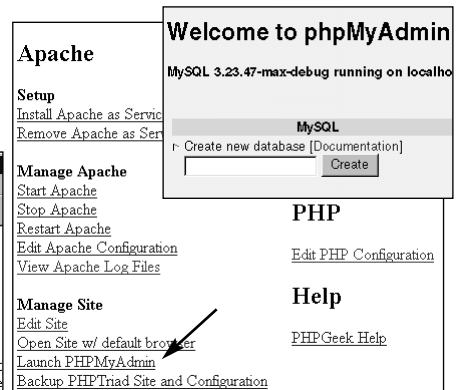 Apache
Setup
Install Apache as Servic
Remove Apache as Ser
Manage Apache
Start Apache
Stop Apache
Restart Apache
Edit Apache Configuration
View Apache Log Files
Manage Site
Edit Site
Open Site w/ default browser
Launch PHPMyAdmin
Backup PHPTriad Site and Configuration
Welcome to phpMyAdmin
MySQL 3.23.47-max-debug running on localho
MySQL
Create new database [Documentation]
Create
PHP
Edit PHP Configuration
Help
PHPGeek Help